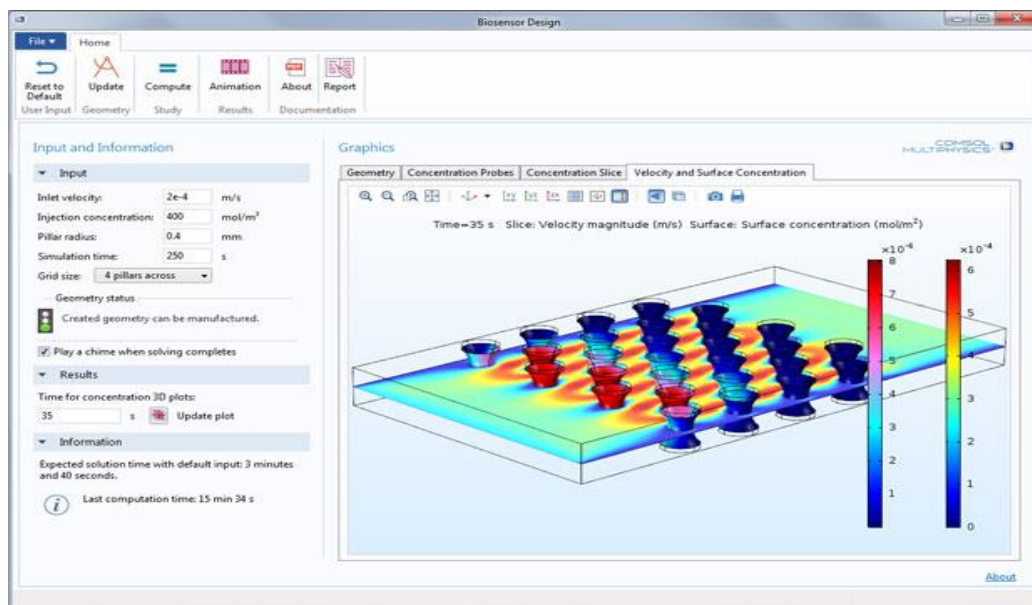 Biosensor Design
File ▾ Home
Reset to Default
Update
Compute
Animation
About
Report
User Input
Geometry
Study
Results
Documentation
Input and Information
Input
Inlet velocity: 2e-4 m/s
Injection concentration: 400 mol/m³
Pillar radius: 0.4 mm
Simulation time: 250 s
Grid size: 4 pillars across
Geometry status
Created geometry can be manufactured.
Play a chime when solving completes
Results
Time for concentration 3D plots:
35 s Update plot
Information
Expected solution time with default input: 3 minutes
and 40 seconds.
Last computation time: 15 min 34 s
Graphics
COMSOL
MULTIPHYSICS
Geometry Concentration Probes Concentration Slice Velocity and Surface Concentration
Time=35 s Slice: Velocity magnitude (m/s) Surface: Surface concentration (mol/m²)
×10⁻⁴
8
7
6
5
4
3
2
1
×10⁻⁴
6
5
4
3
2
1
0
About